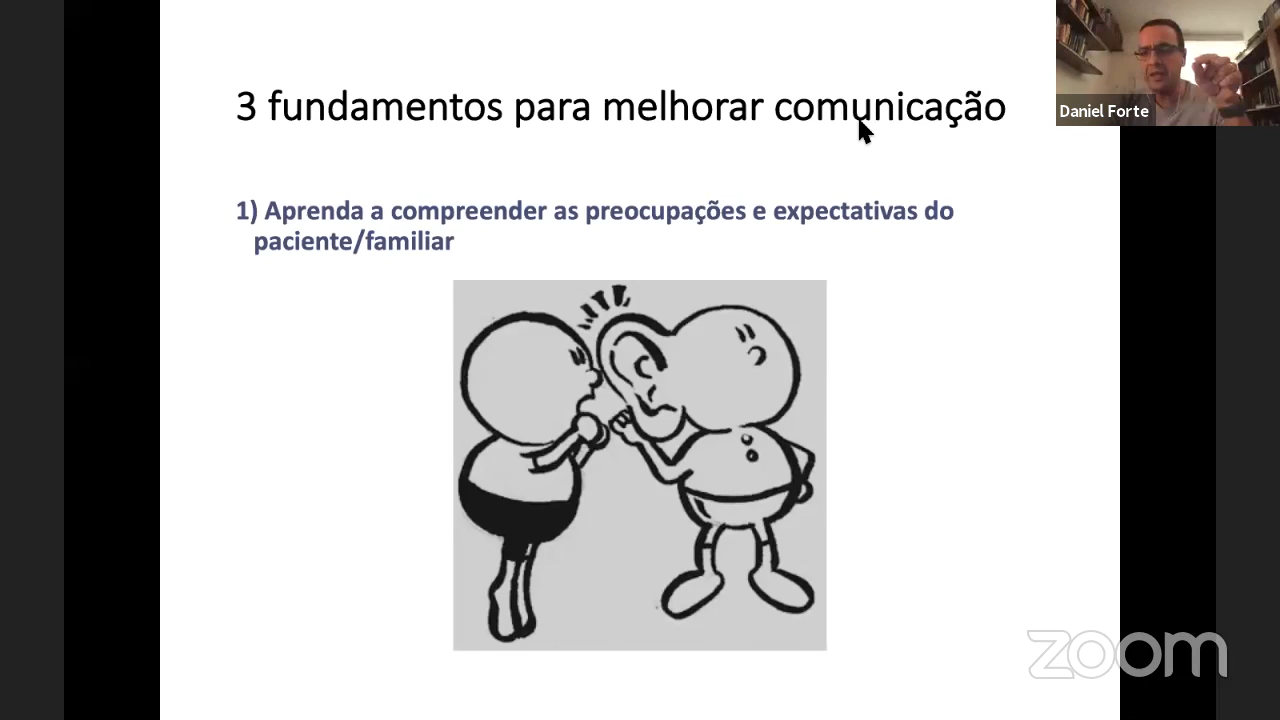 3 fundamentos para melhorar comunicação
Daniel Forte
1) Aprenda a compreender as preocupações e expectativas do
paciente/familiar
zoom